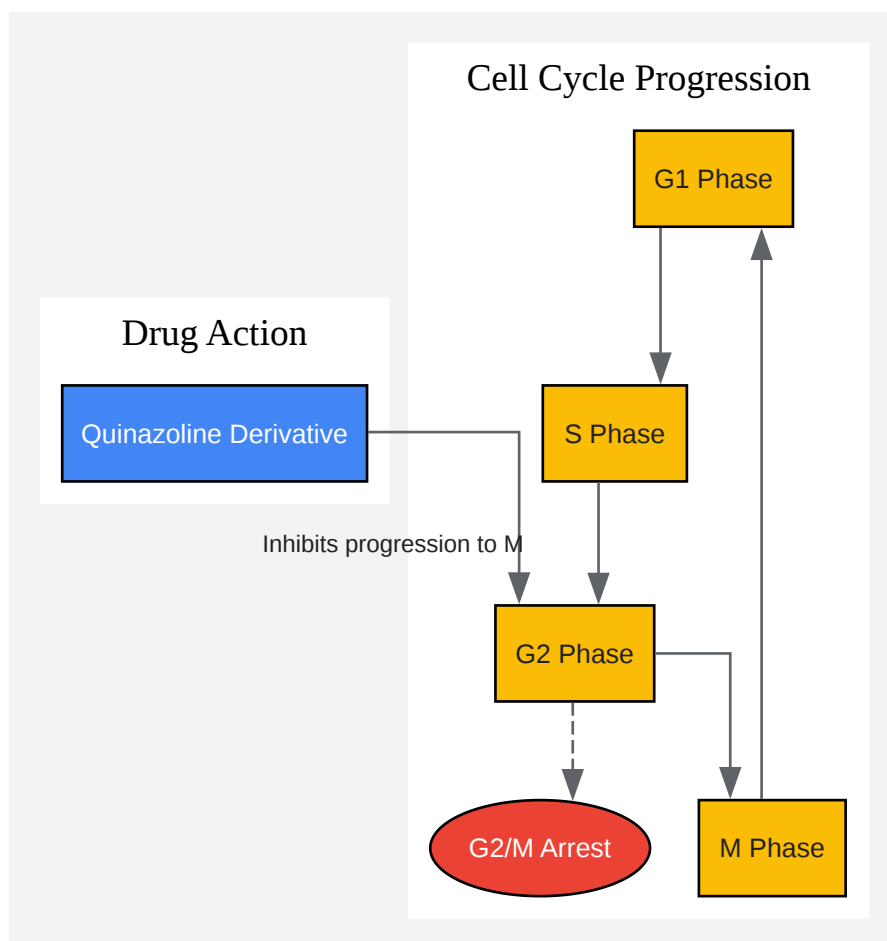 Cell Cycle Progression
G1 Phase
Drug Action
Quinazoline Derivative
S Phase
Inhibits progression to M
G2 Phase
G2/M Arrest
M Phase